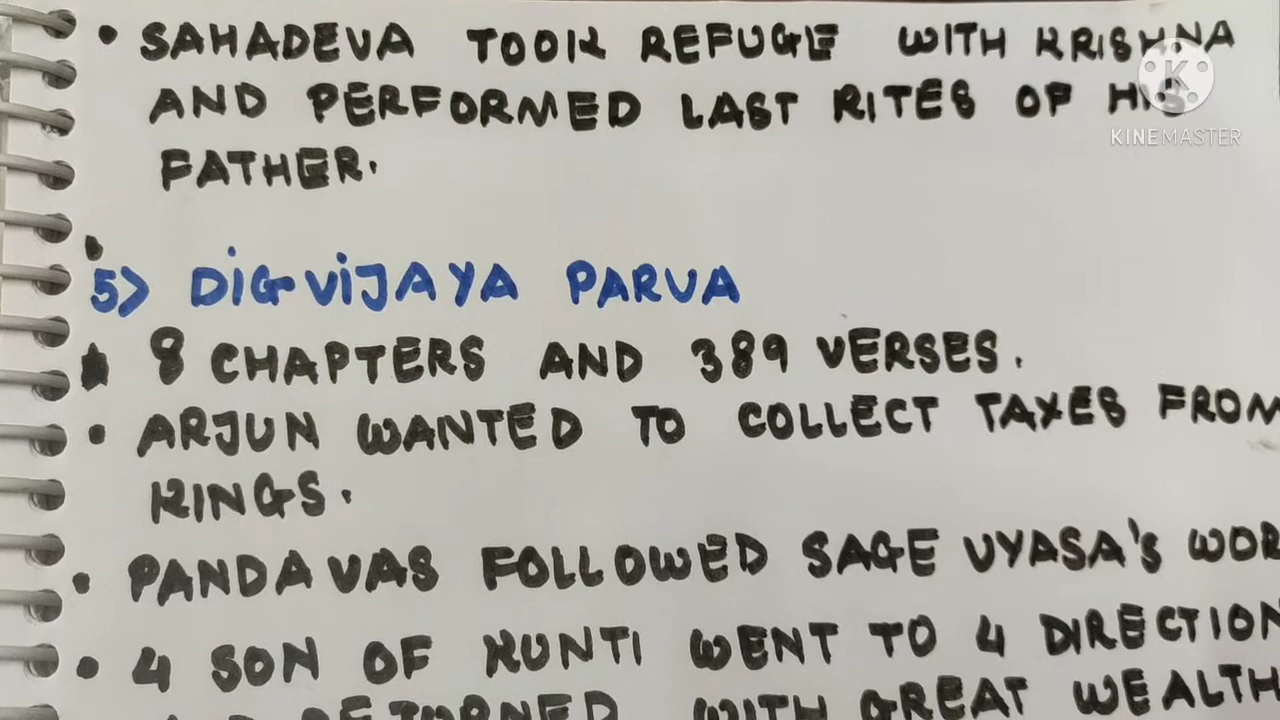 • SAHADEVA TOOK REFUGE WITH KRISHNA
AND PERFORMED LAST RITES OF HIS
FATHER.
5> DIGVIJAYA PARVA
★ 8 CHAPTERS AND 389 VERSES.
• ARJUN WANTED TO COLLECT TAXES FROM
KINGS.
• PANDAVAS FOLLOWED SAGE VYASA'S WOR
• 4 SON OF KUNTI WENT TO 4 DIRECTION
RETURNED WITH GREAT WEALTH
K
KINEMASTER